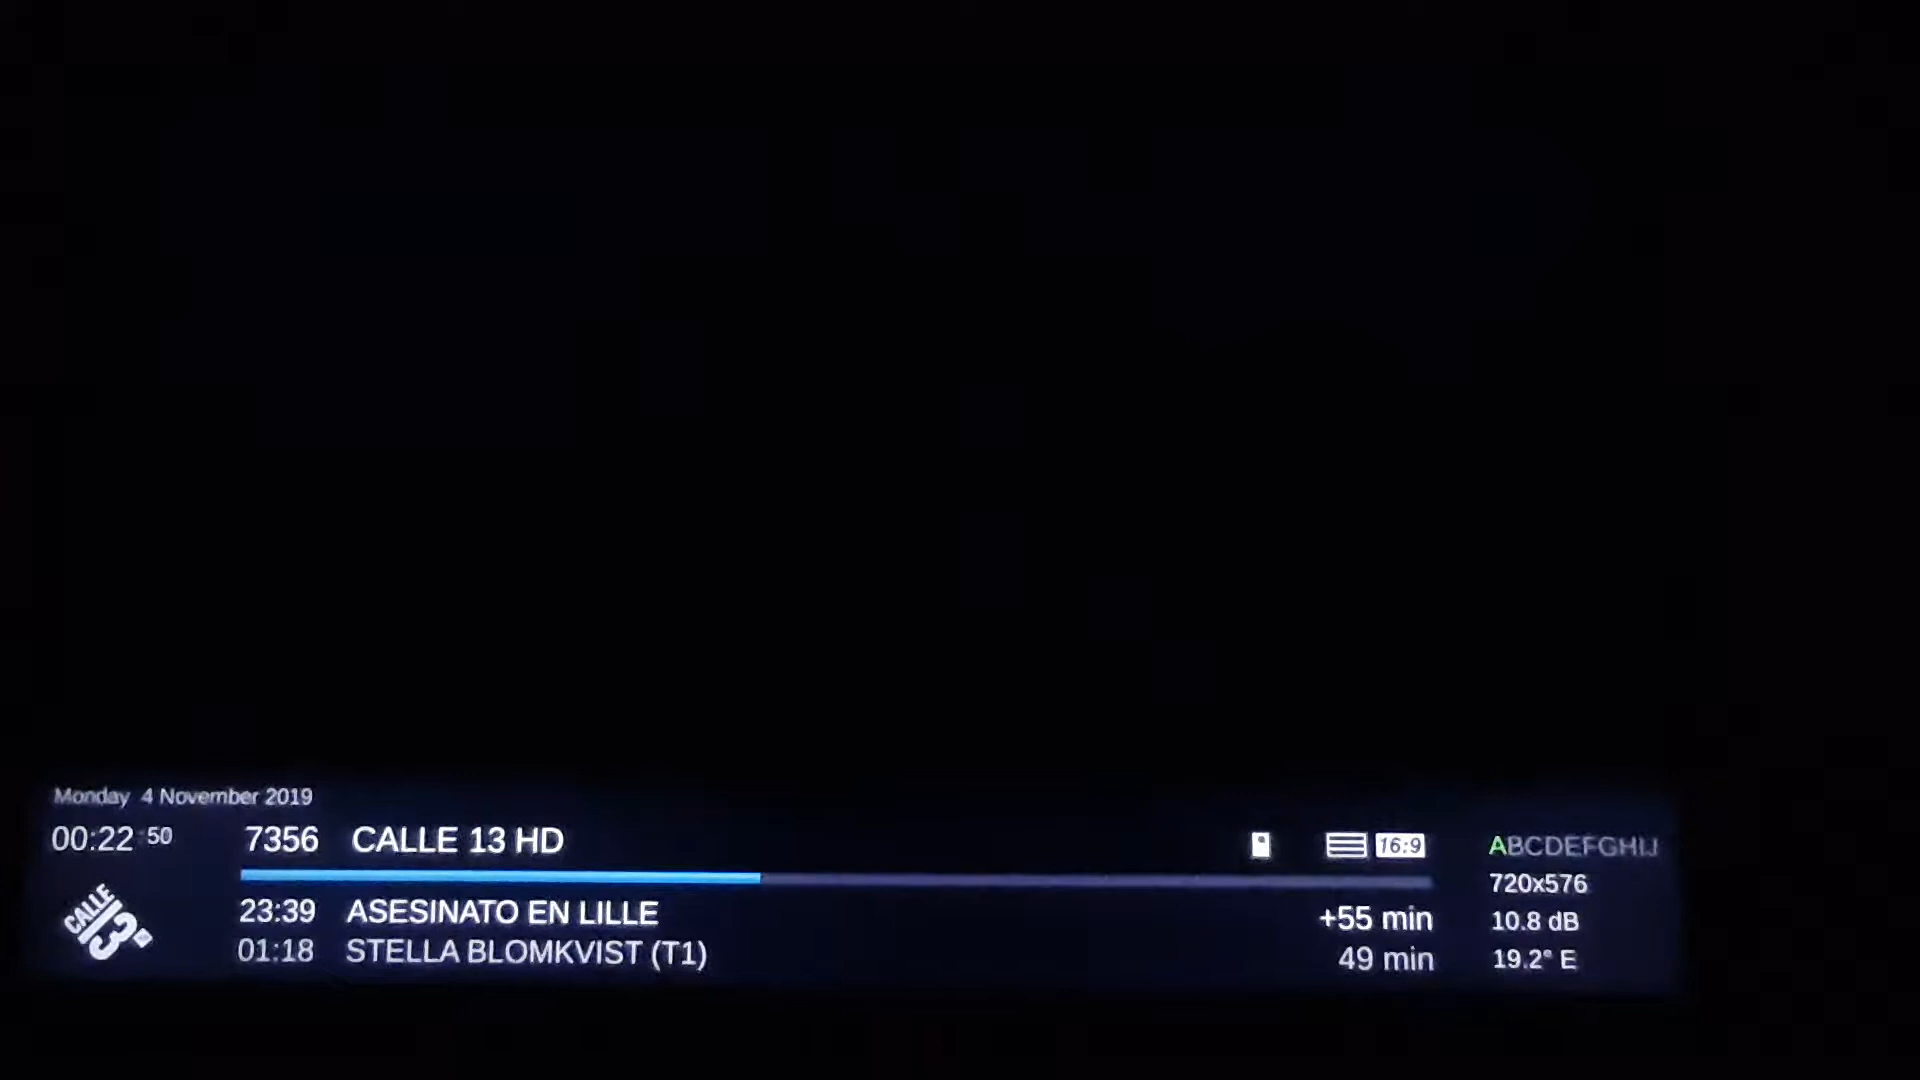 Monday 4 November 2019
00:22 50 7356 CALLE 13 HD 16:9 ABCDEFGHIJ
720x576
CALLE 13
23:39 ASESINATO EN LILLE +55 min 10.8 dB
01:18 STELLA BLOMKVIST (T1) 49 min 19.2° E